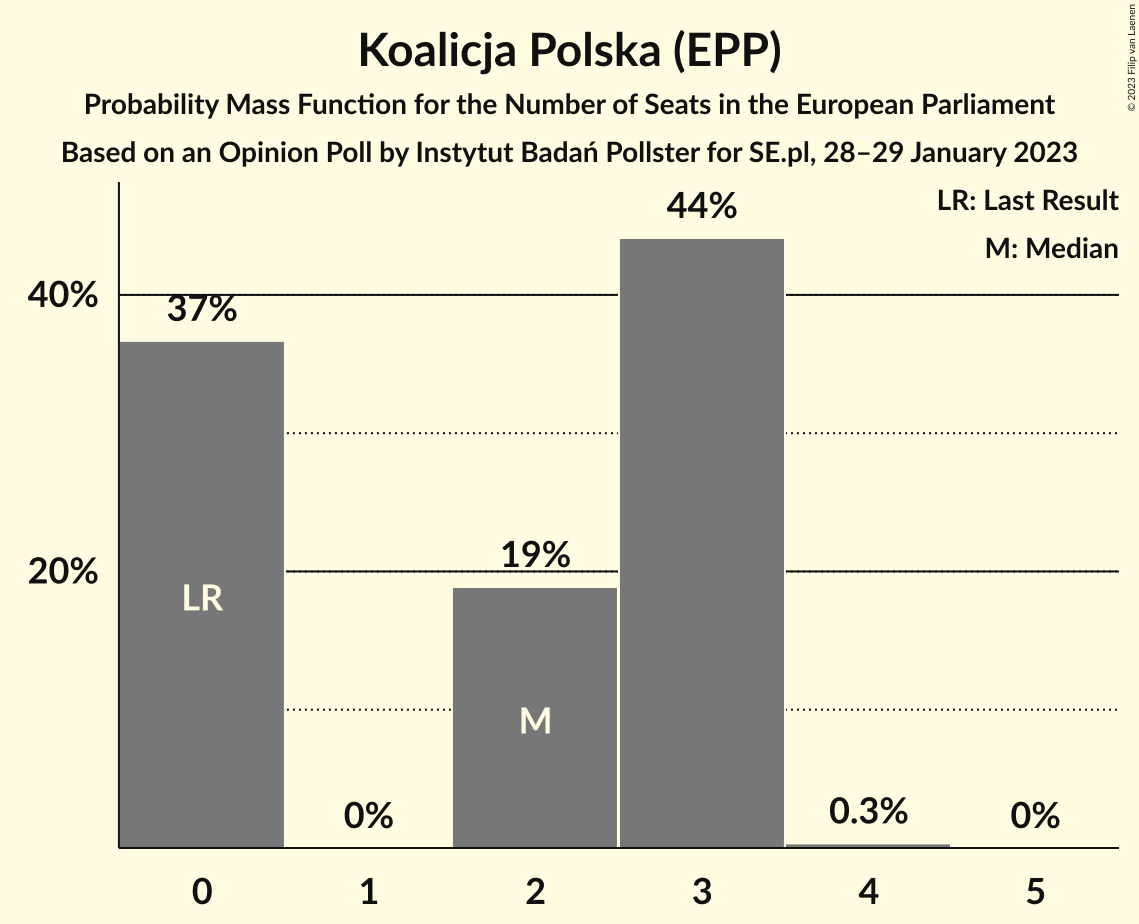 Koalicja Polska (EPP)
Probability Mass Function for the Number of Seats in the European Parliament
Based on an Opinion Poll by Instytut Badań Pollster for SE.pl, 28–29 January 2023
© 2023 Filip van Laenen
LR: Last Result
M: Median
44%
40%
37%
20%
19%
LR
M
0%
0.3%
0%
0 1 2 3 4 5